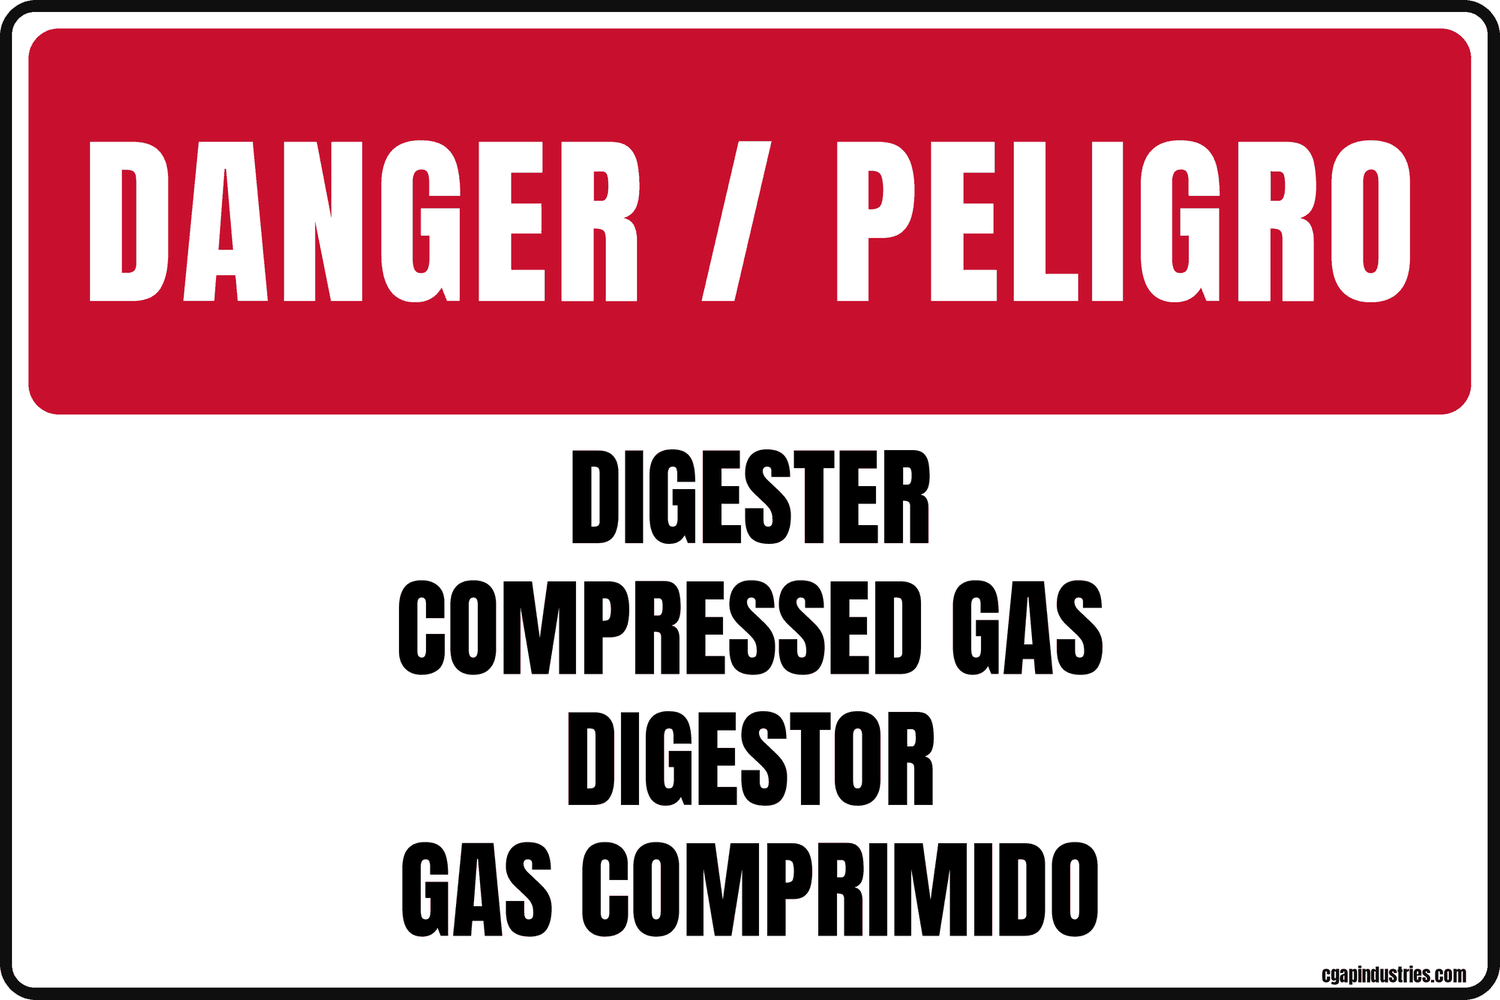 DANGER / PELIGRO
DIGESTER
COMPRESSED GAS
DIGESTOR
GAS COMPRIMIDO
cgapindustries.com